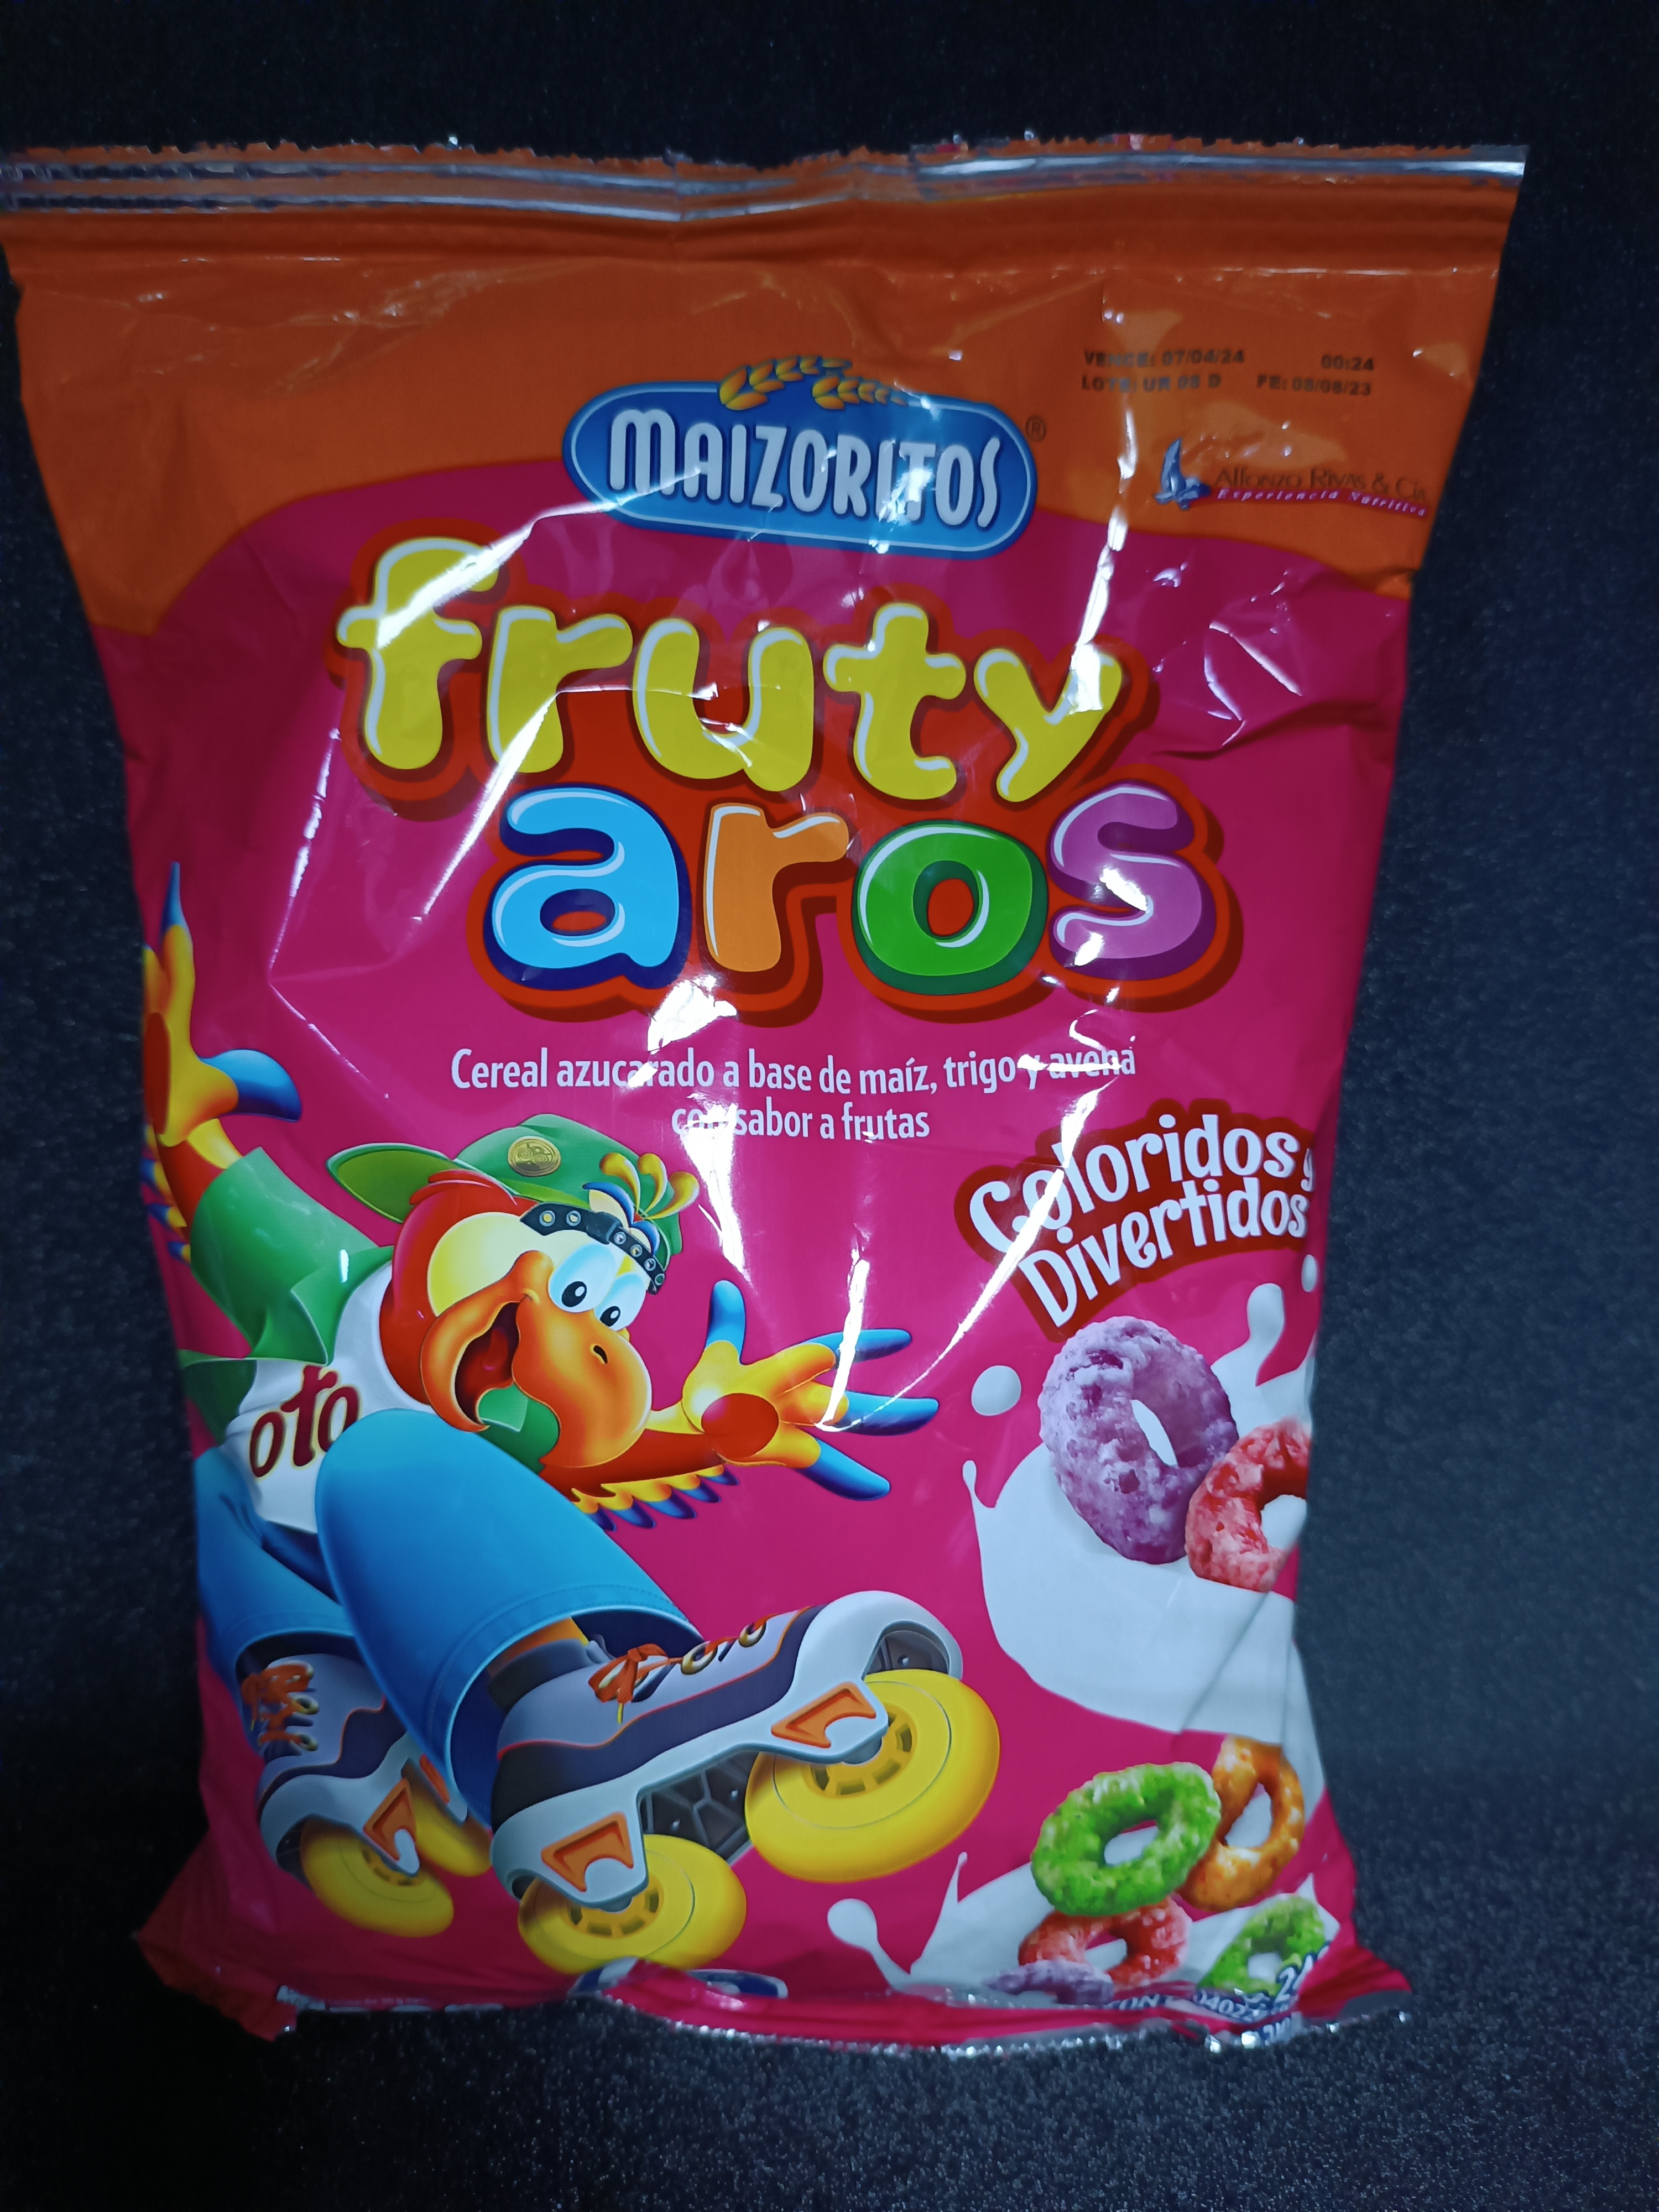 VENCE: 07/04/24 00:24
LOTE: UR 08 D FE: 08/08/23
MAIZORITOS®
Alfonzo Rivas & Cía
Experiencia Nutritiva
fruty
aros
Cereal azucarado a base de maíz, trigo y avena
con sabor a frutas
Coloridos y
Divertidos
oto